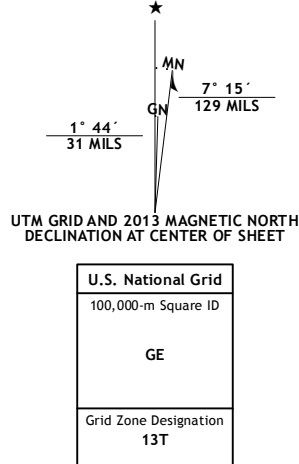 ★
MN
7° 15´
129 MILS
GN
1° 44´
31 MILS
UTM GRID AND 2013 MAGNETIC NORTH
DECLINATION AT CENTER OF SHEET
U.S. National Grid
100,000-m Square ID
GE
Grid Zone Designation
13T